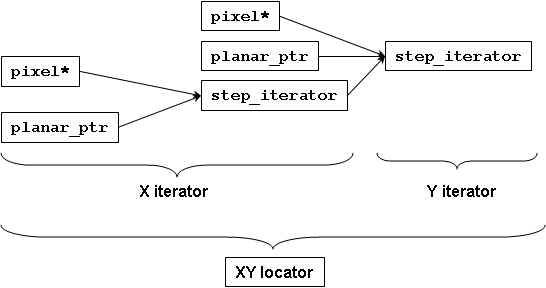 pixel*
planar_ptr
step_iterator
pixel*
step_iterator
planar_ptr
X iterator
Y iterator
XY locator